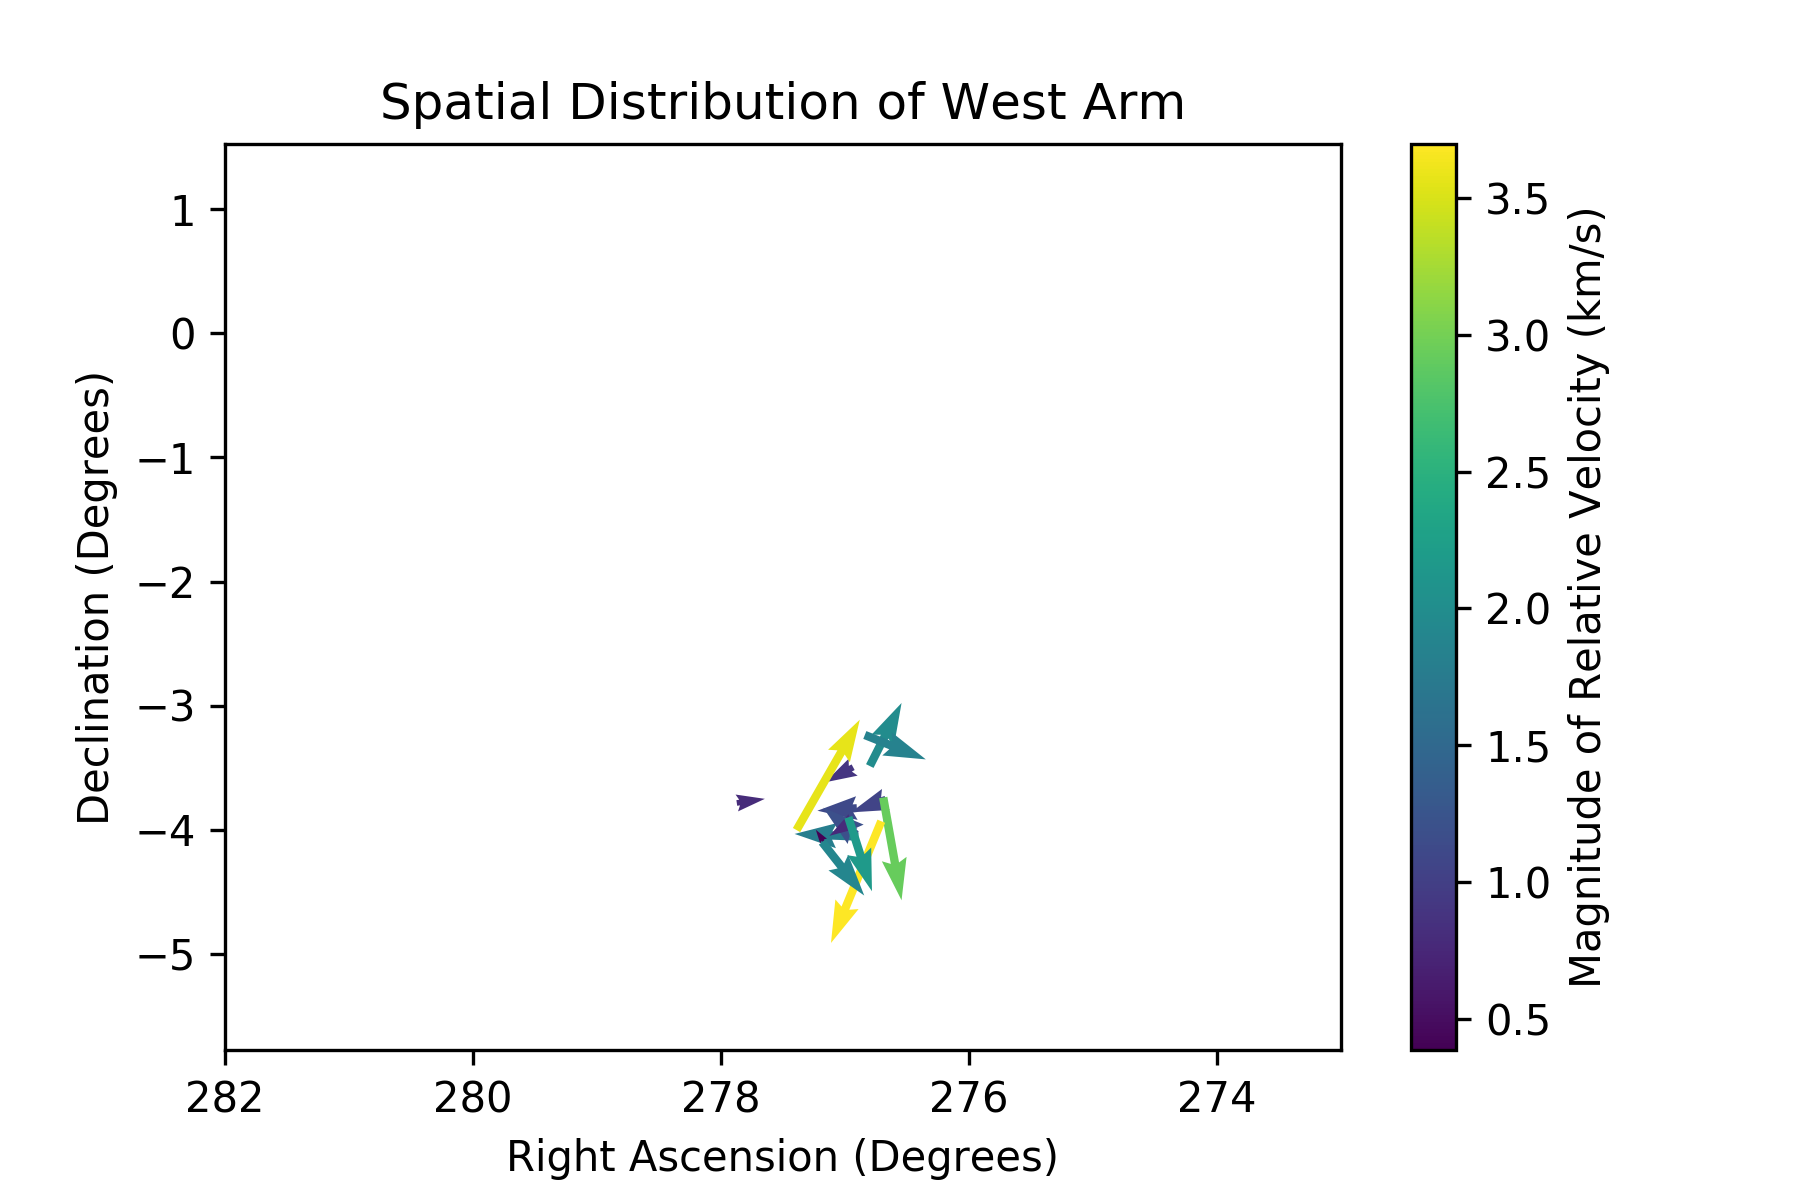 Spatial Distribution of West Arm
1
0
−1
−2
−3
−4
−5
Declination (Degrees)
282 280 278 276 274
Right Ascension (Degrees)
3.5
3.0
2.5
2.0
1.5
1.0
0.5
Magnitude of Relative Velocity (km/s)